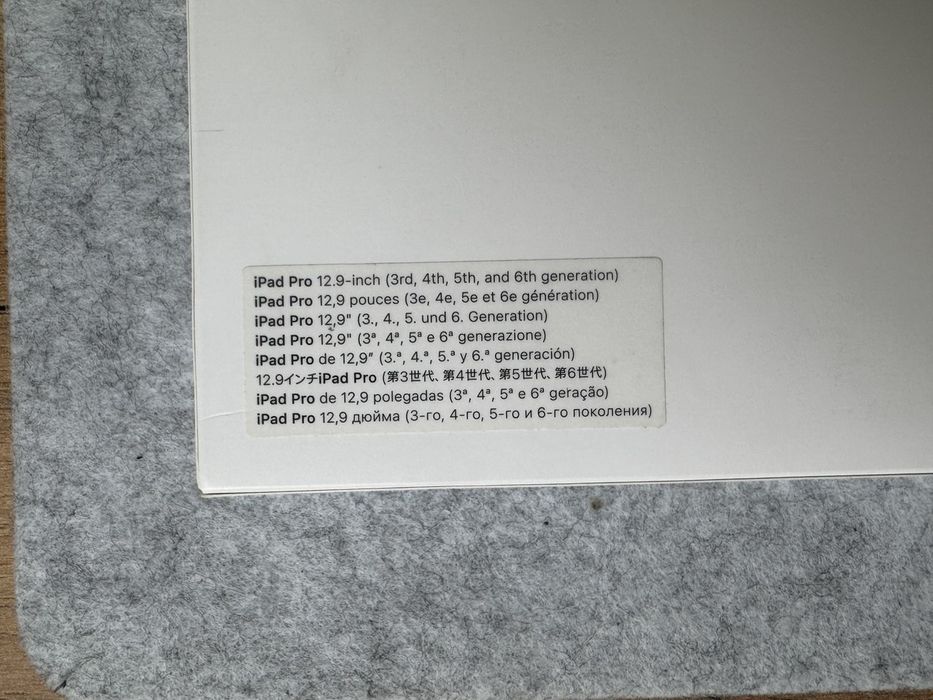 iPad Pro 12.9-inch (3rd, 4th, 5th, and 6th generation)
iPad Pro 12,9 pouces (3e, 4e, 5e et 6e génération)
iPad Pro 12,9" (3., 4., 5. und 6. Generation)
iPad Pro 12,9" (3ª, 4ª, 5ª e 6ª generazione)
iPad Pro de 12,9” (3.ª, 4.ª, 5.ª y 6.ª generación)
12.9インチiPad Pro (第3世代、第4世代、第5世代、第6世代)
iPad Pro de 12,9 polegadas (3ª, 4ª, 5ª e 6ª geração)
iPad Pro 12,9 дюйма (3-го, 4-го, 5-го и 6-го поколения)